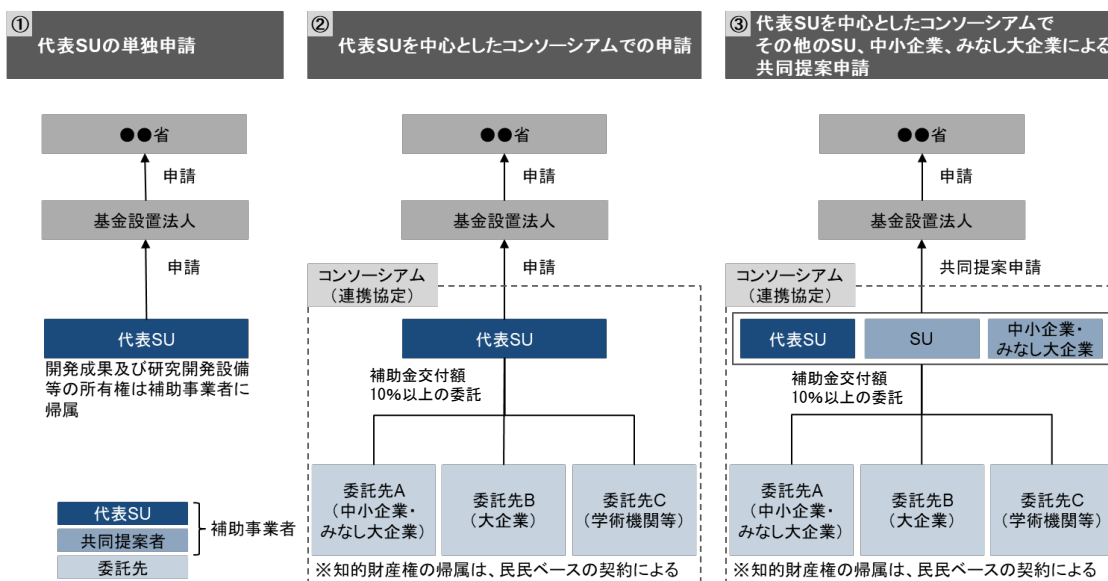 ①
代表SUの単独申請
●●省
申請
基金設置法人
申請
代表SU
開発成果及び研究開発設備
等の所有権は補助事業者に
帰属
代表SU
共同提案者
委託先
補助事業者
②
代表SUを中心としたコンソーシアムでの申請
●●省
申請
基金設置法人
コンソーシアム
（連携協定）
申請
代表SU
補助金交付額
10%以上の委託
委託先A
（中小企業・
みなし大企業）
委託先B
（大企業）
委託先C
（学術機関等）
※知的財産権の帰属は、民民ベースの契約による
③
代表SUを中心としたコンソーシアムで
その他のSU、中小企業、みなし大企業による
共同提案申請
●●省
申請
基金設置法人
コンソーシアム
（連携協定）
共同提案申請
代表SU
SU
中小企業・
みなし大企業
補助金交付額
10%以上の委託
委託先A
（中小企業・
みなし大企業）
委託先B
（大企業）
委託先C
（学術機関等）
※知的財産権の帰属は、民民ベースの契約による